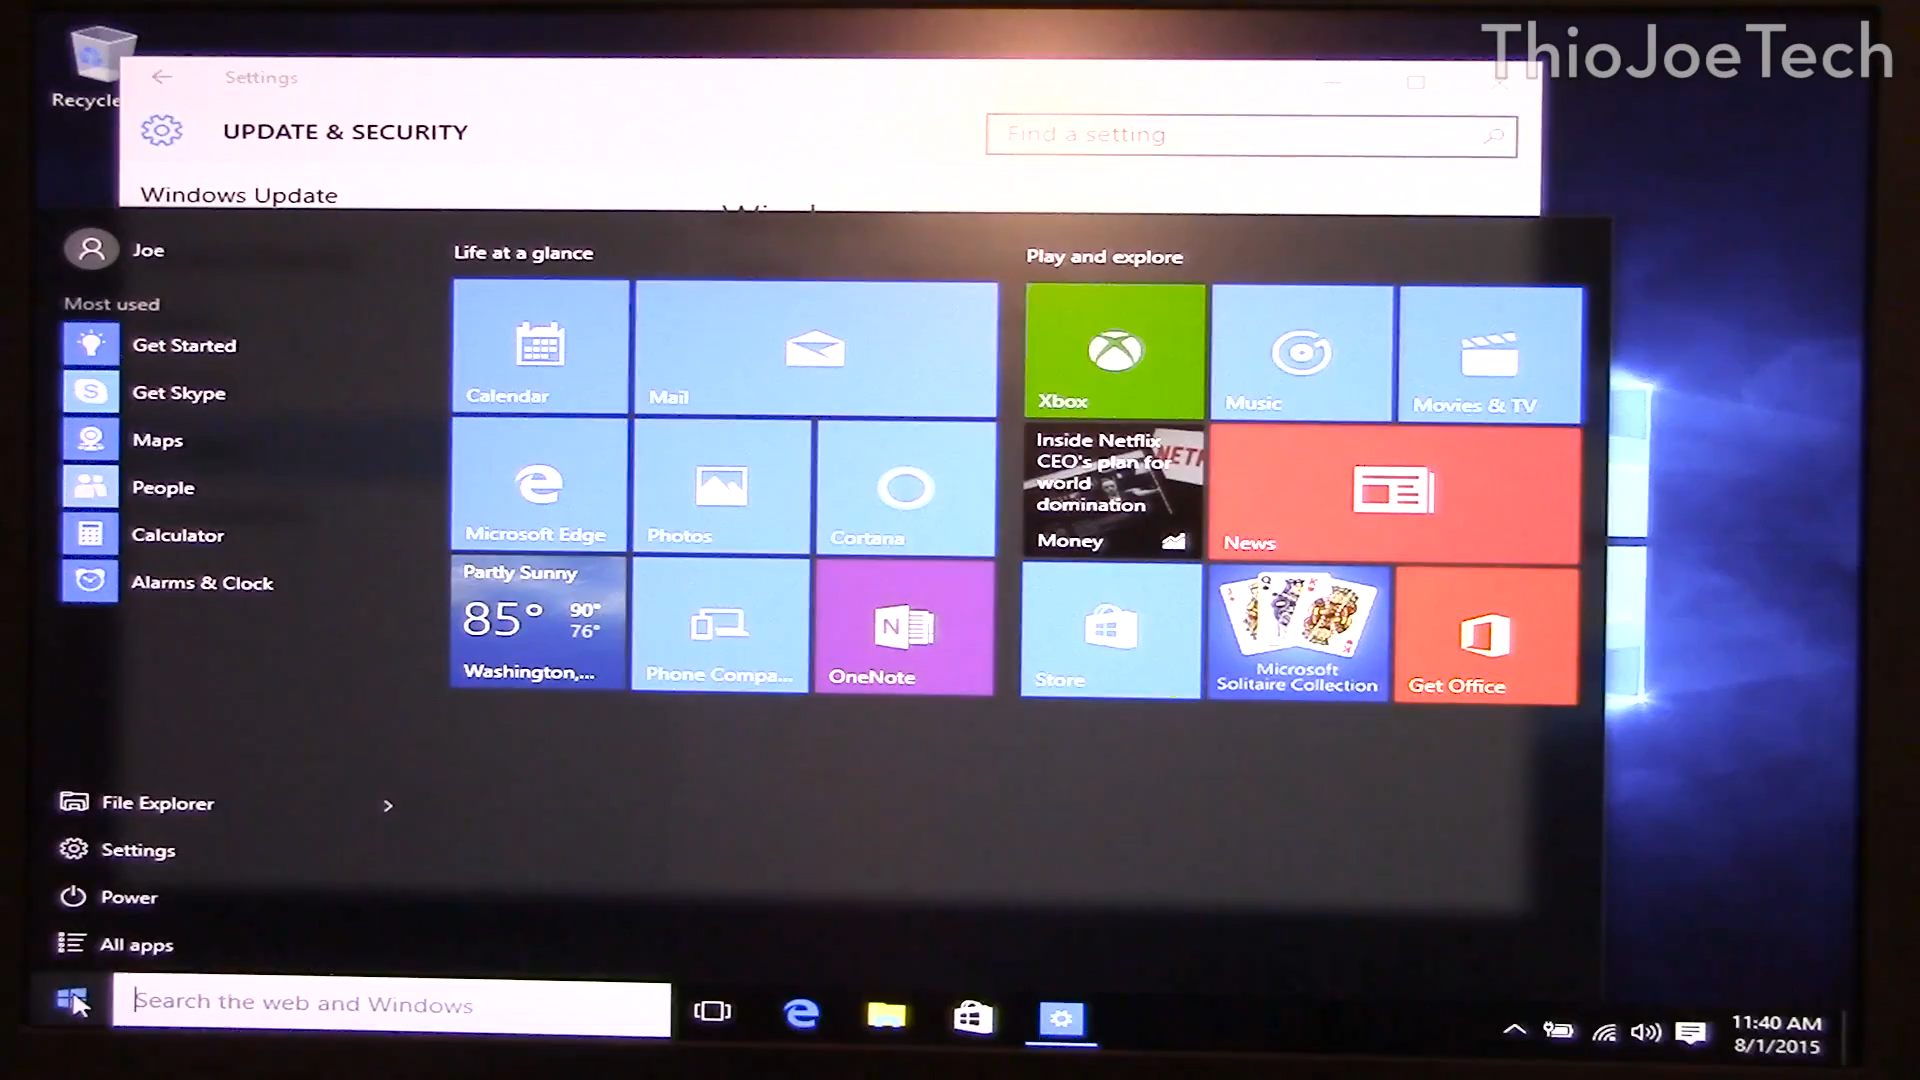 ThioJoeTech
Recycle
Settings
UPDATE & SECURITY
Find a setting
Windows Update
Joe
Most used
Get Started
Get Skype
Maps
People
Calculator
Alarms & Clock
File Explorer
Settings
Power
All apps
Life at a glance
Calendar
Mail
Microsoft Edge
Photos
Cortana
Partly Sunny
85° 90°
76°
Washington,...
Phone Compa...
OneNote
Play and explore
Xbox
Music
Movies & TV
Inside Netflix
CEO's plan for
world
domination
Money
NETF
News
Store
Microsoft
Solitaire Collection
Get Office
Search the web and Windows
11:40 AM
8/1/2015